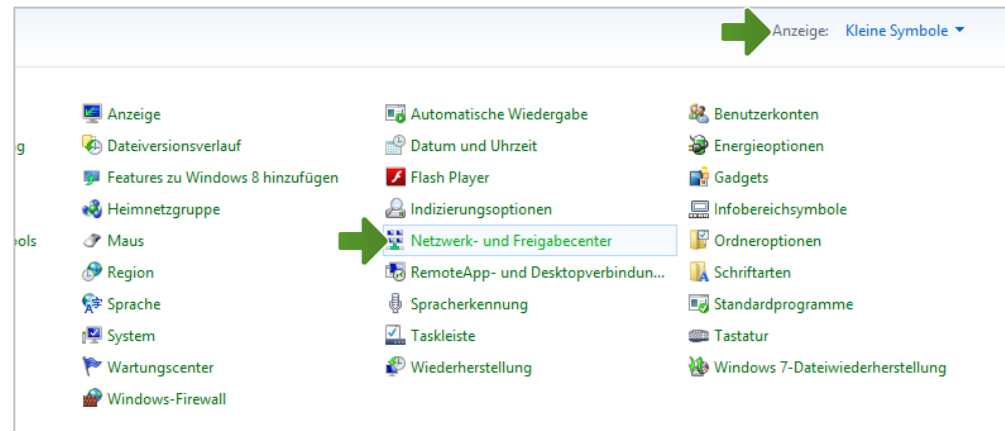 Anzeige: Kleine Symbole
Anzeige Automatische Wiedergabe Benutzerkonten
g Dateiversionsverlauf Datum und Uhrzeit Energieoptionen
Features zu Windows 8 hinzufügen Flash Player Gadgets
Heimnetzgruppe Indizierungsoptionen Infobereichsymbole
ools Maus Netzwerk- und Freigabecenter Ordneroptionen
Region RemoteApp- und Desktopverbindun... Schriftarten
Sprache Spracherkennung Standardprogramme
System Taskleiste Tastatur
Wartungscenter Wiederherstellung Windows 7-Dateiwiederherstellung
Windows-Firewall